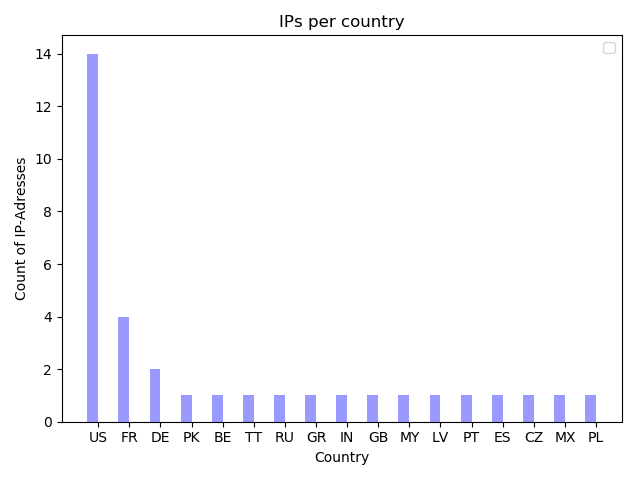 IPs per country
Count of IP-Adresses
14
12
10
8
6
4
2
0
US FR DE PK BE TT RU GR IN GB MY LV PT ES CZ MX PL
Country